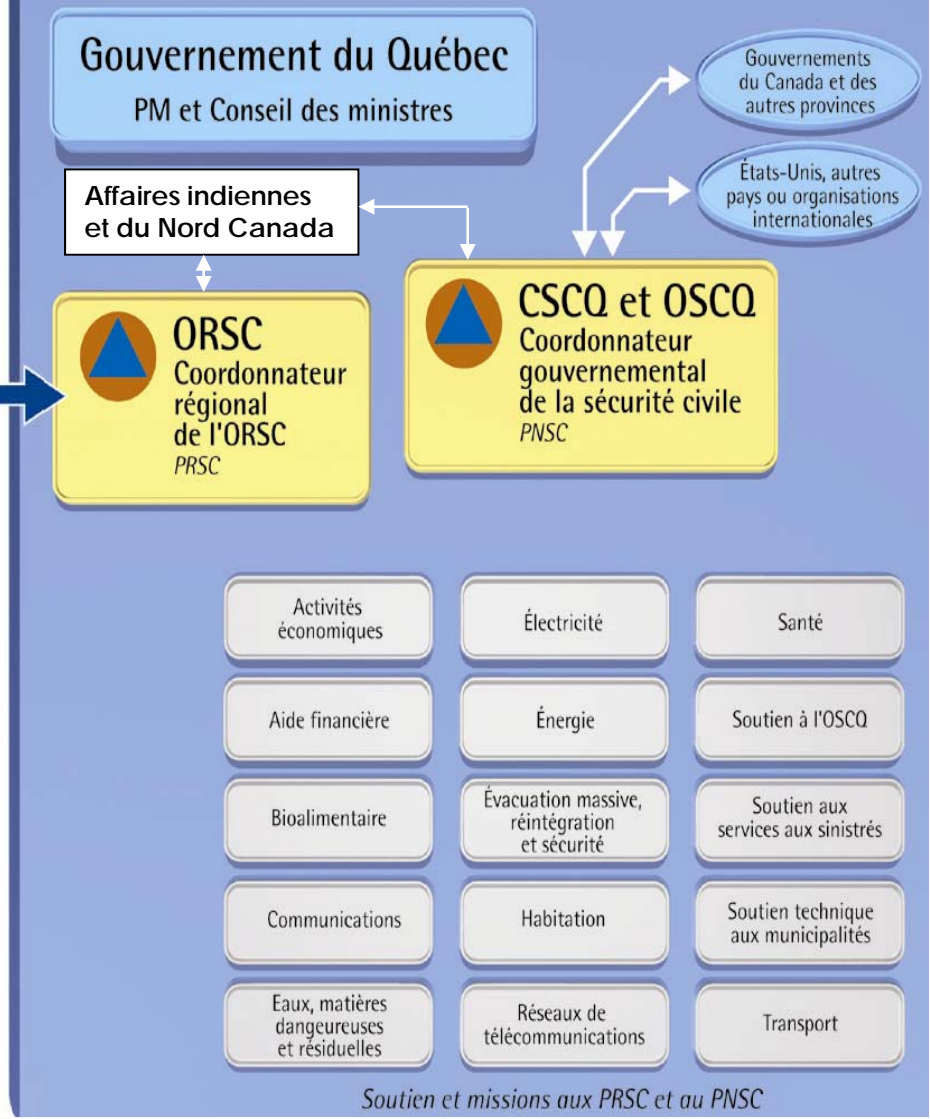 Gouvernement du Québec
PM et Conseil des ministres
Gouvernements
du Canada et des
autres provinces
États-Unis, autres
pays ou organisations
internationales
Affaires indiennes
et du Nord Canada
ORSC
Coordonnateur
régional
de l'ORSC
PRSC
CSCQ et OSCQ
Coordonnateur
gouvernemental
de la sécurité civile
PNSC
Activités
économiques
Électricité
Santé
Aide financière
Énergie
Soutien à l'OSCQ
Bioalimentaire
Évacuation massive,
réintégration
et sécurité
Soutien aux
services aux sinistrés
Communications
Habitation
Soutien technique
aux municipalités
Eaux, matières
dangeureuses
et résiduelles
Réseaux de
télécommunications
Transport
Soutien et missions aux PRSC et au PNSC